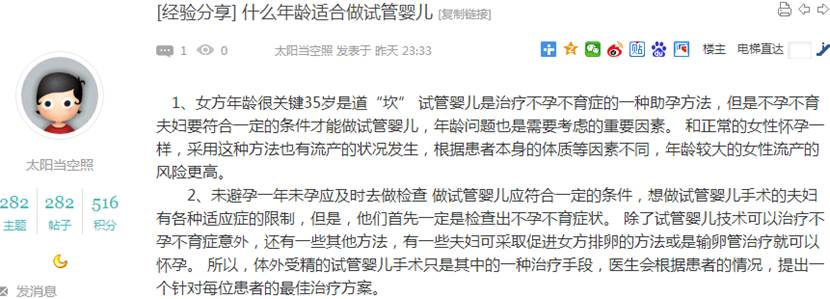 [经验分享] 什么年龄适合做试管婴儿 [复制链接]
1 0 太阳当空照 发表于 昨天 23:33 贴 楼主 电梯直达
1、女方年龄很关键35岁是道“坎” 试管婴儿是治疗不孕不育症的一种助孕方法，但是不孕不育
夫妇要符合一定的条件才能做试管婴儿，年龄问题也是需要考虑的重要因素。 和正常的女性怀孕一
样，采用这种方法也有流产的状况发生，根据患者本身的体质等因素不同，年龄较大的女性流产的
风险更高。
2、未避孕一年未孕应及时去做检查 做试管婴儿应符合一定的条件，想做试管婴儿手术的夫妇
有各种适应症的限制，但是，他们首先一定是检查出不孕不育症状。 除了试管婴儿技术可以治疗不
孕不育症意外，还有一些其他方法，有一些夫妇可采取促进女方排卵的方法或是输卵管治疗就可以
怀孕。 所以，体外受精的试管婴儿手术只是其中的一种治疗手段，医生会根据患者的情况，提出一
个针对每位患者的最佳治疗方案。
太阳当空照
282 282 516
主题 帖子 积分
发消息